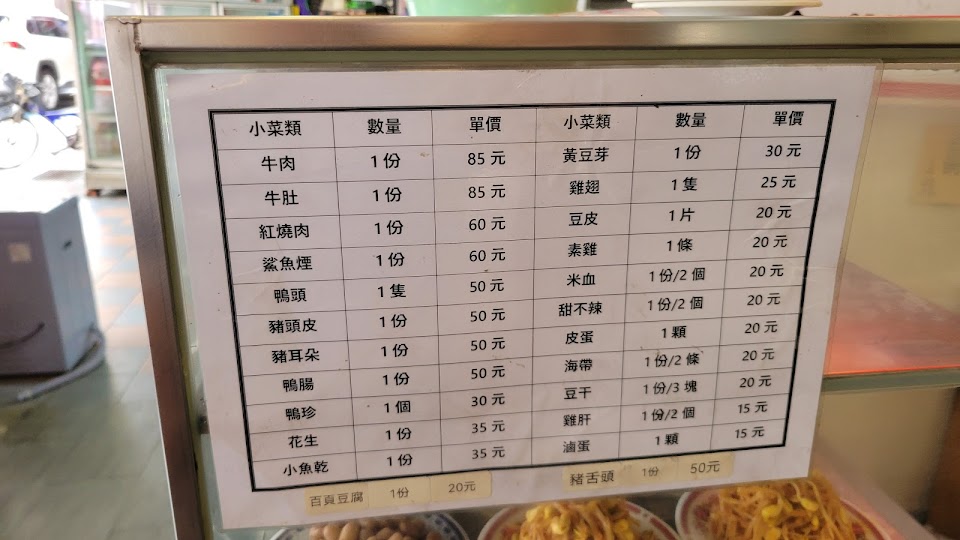 小菜類 數量 單價 小菜類 數量 單價
牛肉 1份 85元 黃豆芽 1份 30元
牛肚 1份 85元 雞翅 1隻 25元
紅燒肉 1份 60元 豆皮 1片 20元
鯊魚煙 1份 60元 素雞 1條 20元
鴨頭 1隻 50元 米血 1份/2個 20元
豬頭皮 1份 50元 甜不辣 1份/2個 20元
豬耳朵 1份 50元 皮蛋 1顆 20元
鴨腸 1份 50元 海帶 1份/2條 20元
鴨珍 1個 30元 豆干 1份/3塊 20元
花生 1份 35元 雞肝 1份/2個 15元
小魚乾 1份 35元 滷蛋 1顆 15元
百頁豆腐 1份 20元 豬舌頭 1份 50元